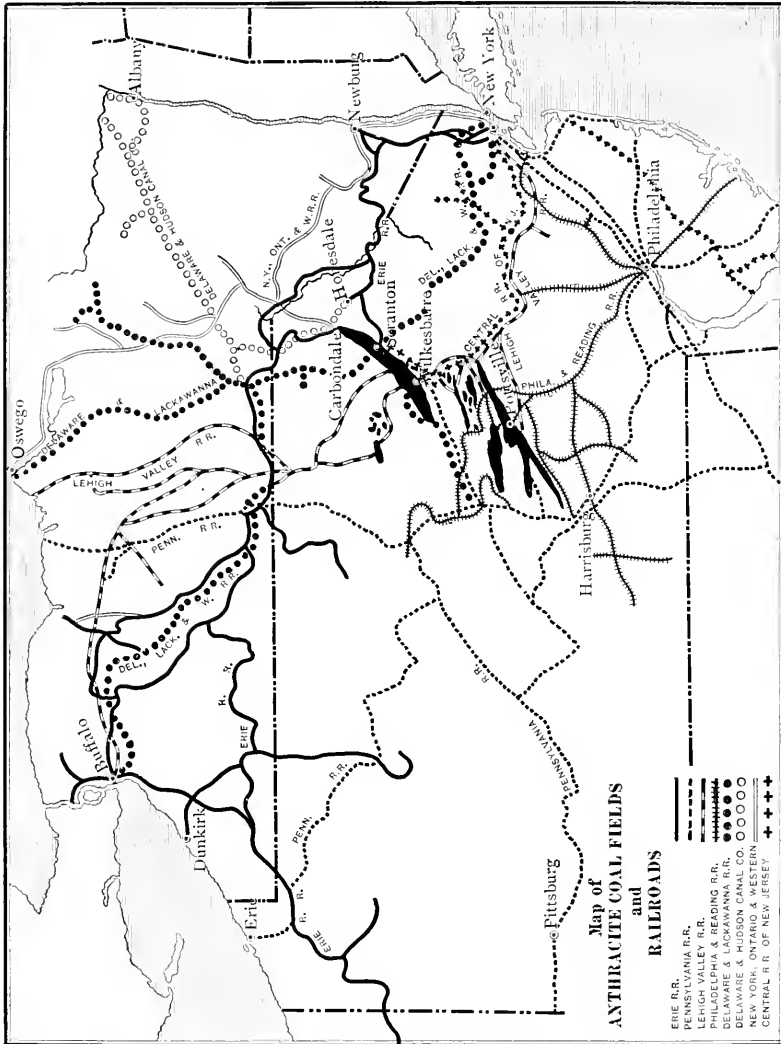 Map of
ANTHRACITE COAL FIELDS
and
RAILROADS
ERIE R.R.
PENNSYLVANIA R.R.
LEHIGH VALLEY R.R.
PHILADELPHIA & READING R.R.
DELAWARE & LACKAWANNA R.R.
DELAWARE & HUDSON CANAL CO.
NEW YORK, ONTARIO & WESTERN
CENTRAL R R OF NEW JERSEY
Oswego
Albany
DELAWARE & HUDSON CANAL CO
DELAWARE & LACKAWANNA
LEHIGH VALLEY R.R.
PENN. R.R.
Buffalo
DEL., LACK. & W. R.R.
N.Y., ONT. & W.R.R.
Newburg
Dunkirk
ERIE R. R.
Honesdale
ERIE R.R.
Carbondale
Scranton
DEL., LACK. & W. R.R.
New York
Erie
PENN. R.R.
ERIE R. R.
Wilkesbarre
CENTRAL R.R. OF N.J.
LEHIGH VALLEY R.
Pottsville
PHILA. & READING R.R.
Philadelphia
Harrisburg
PENNSYLVANIA R.R.
Pittsburg